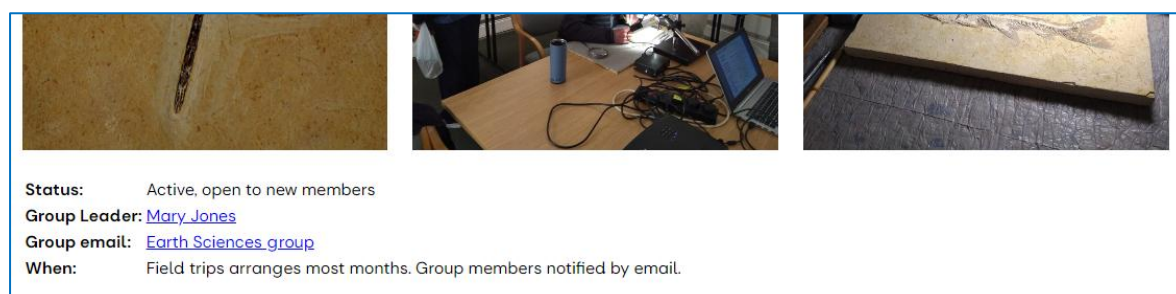 Status: Active, open to new members
Group Leader: Mary Jones
Group email: Earth Sciences group
When: Field trips arranges most months. Group members notified by email.